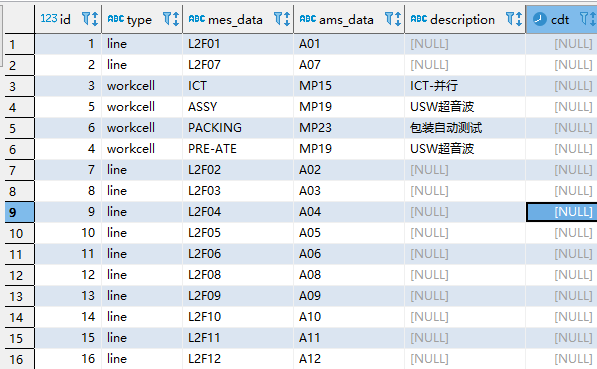 123 id ABC type ABC mes_data ABC ams_data ABC description cdt
1 1 line L2F01 A01 [NULL] [NULL]
2 2 line L2F07 A07 [NULL] [NULL]
3 3 workcell ICT MP15 ICT-并行 [NULL]
4 5 workcell ASSY MP19 USW超音波 [NULL]
5 6 workcell PACKING MP23 包装自动测试 [NULL]
6 4 workcell PRE-ATE MP19 USW超音波 [NULL]
7 7 line L2F02 A02 [NULL] [NULL]
8 8 line L2F03 A03 [NULL] [NULL]
9 9 line L2F04 A04 [NULL] [NULL]
10 10 line L2F05 A05 [NULL] [NULL]
11 11 line L2F06 A06 [NULL] [NULL]
12 12 line L2F08 A08 [NULL] [NULL]
13 13 line L2F09 A09 [NULL] [NULL]
14 14 line L2F10 A10 [NULL] [NULL]
15 15 line L2F11 A11 [NULL] [NULL]
16 16 line L2F12 A12 [NULL] [NULL]